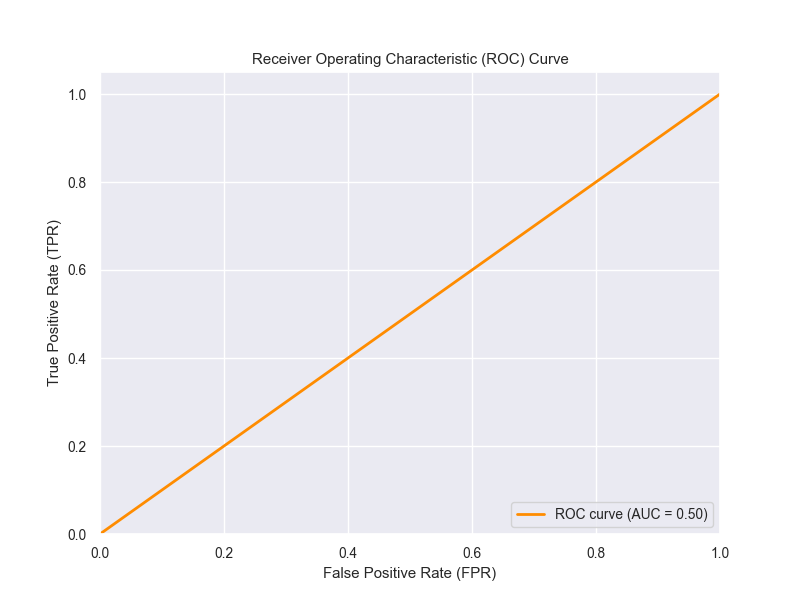 Receiver Operating Characteristic (ROC) Curve
True Positive Rate (TPR)
1.0
0.8
0.6
0.4
0.2
0.0
0.0 0.2 0.4 0.6 0.8 1.0
False Positive Rate (FPR)
ROC curve (AUC = 0.50)